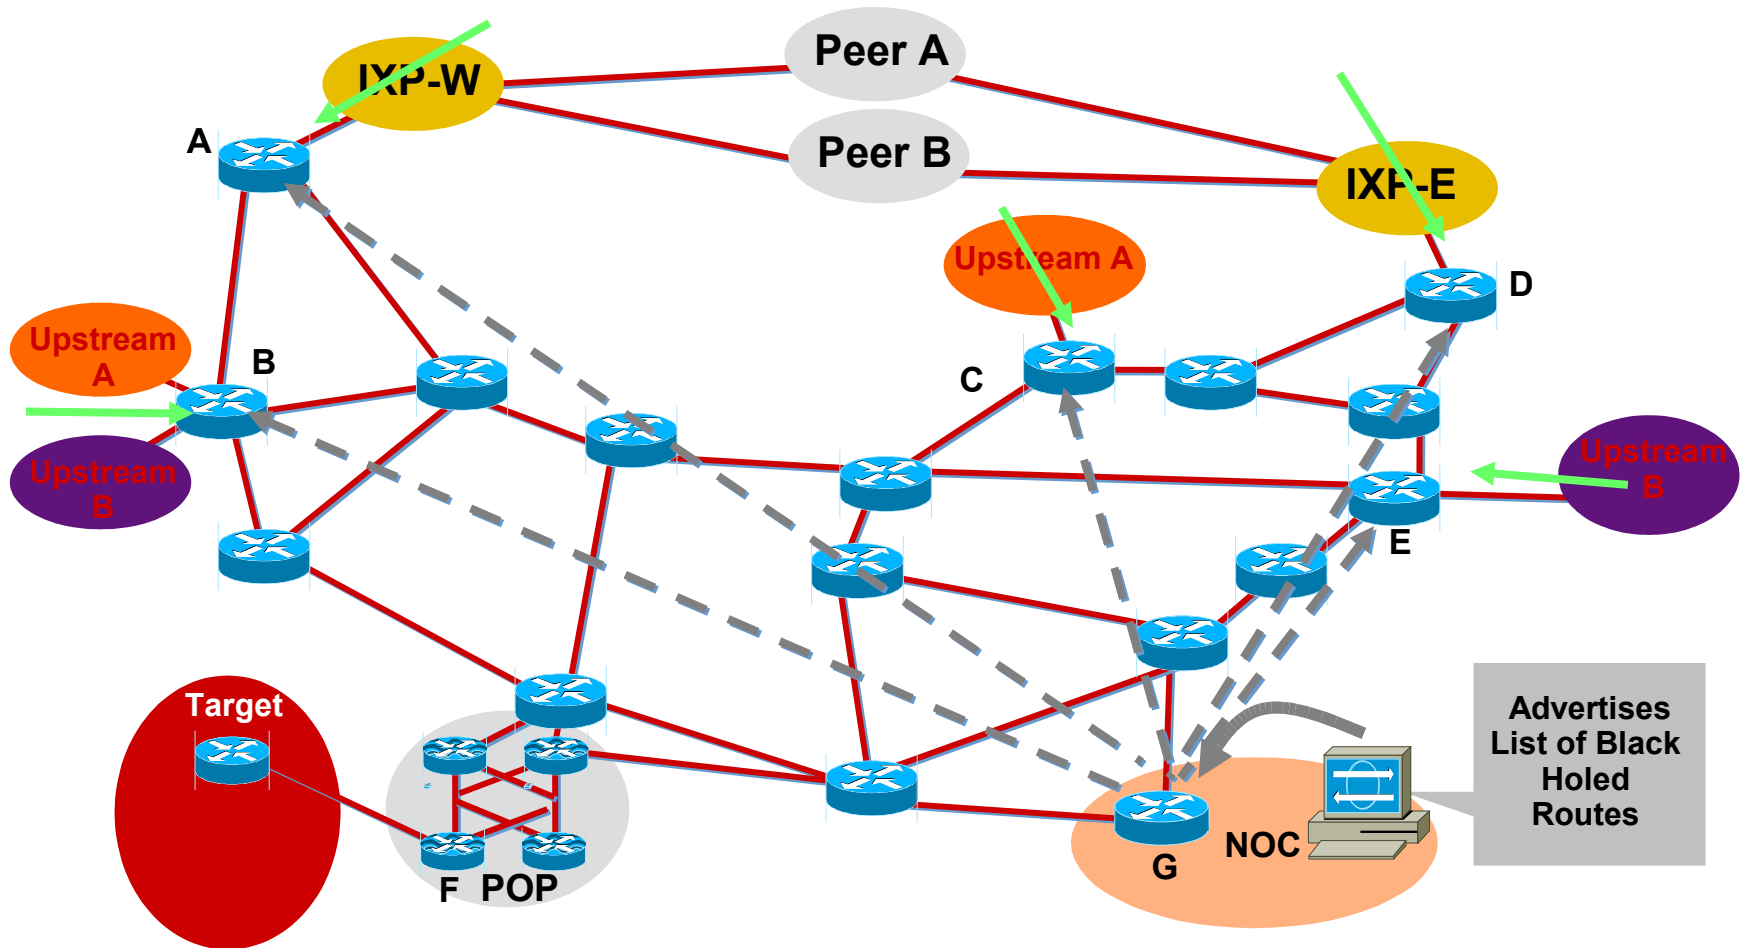 Peer A
IXP-W
A
Peer B
IXP-E
Upstream A
D
Upstream
A
B
C
Upstream
B
Upstream
B
E
Target
Advertises
List of Black
Holed
Routes
NOC
G
F
POP